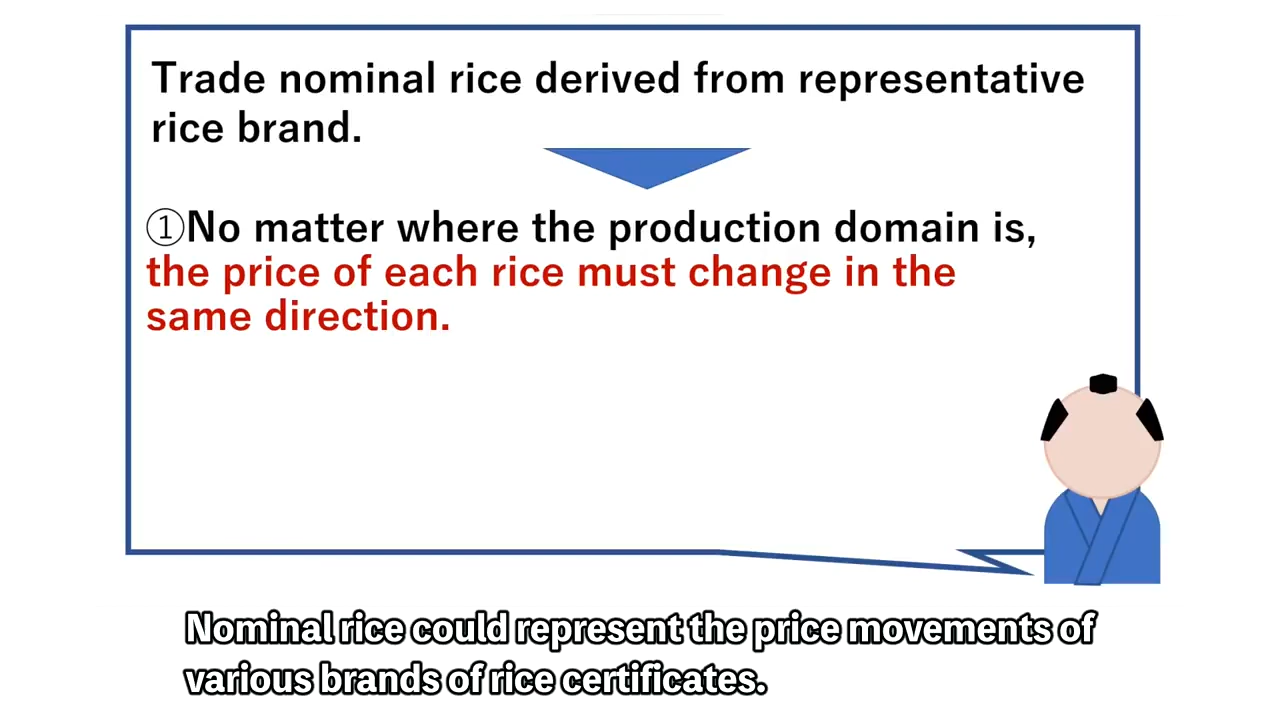 Trade nominal rice derived from representative
rice brand.
①No matter where the production domain is,
the price of each rice must change in the
same direction.
Nominal rice could represent the price movements of
various brands of rice certificates.